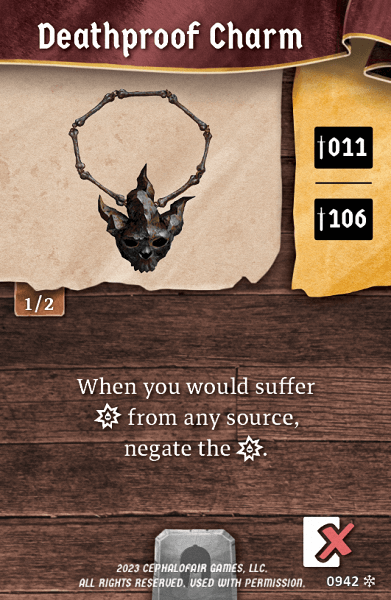 Deathproof Charm
011
106
1/2
When you would suffer
from any source,
negate the .
2023 CEPHALOFAIR GAMES, LLC.
ALL RIGHTS RESERVED. USED WITH PERMISSION.
0942